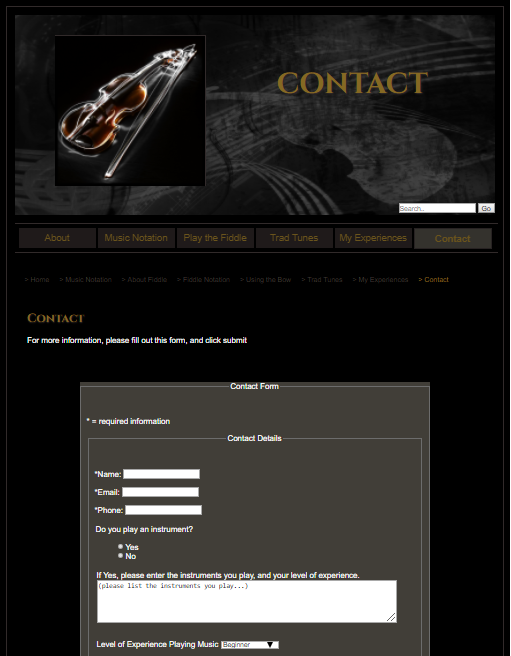 CONTACT
Search..
Go
About
Music Notation
Play the Fiddle
Trad Tunes
My Experiences
Contact
> Home > Music Notation > About Fiddle > Fiddle Notation > Using the Bow > Trad Tunes > My Experiences > Contact
Contact
For more information, please fill out this form, and click submit
Contact Form
* = required information
Contact Details
*Name:
*Email:
*Phone:
Do you play an instrument?
Yes
No
If Yes, please enter the instruments you play, and your level of experience.
(please list the instruments you play...)
Level of Experience Playing Music Beginner